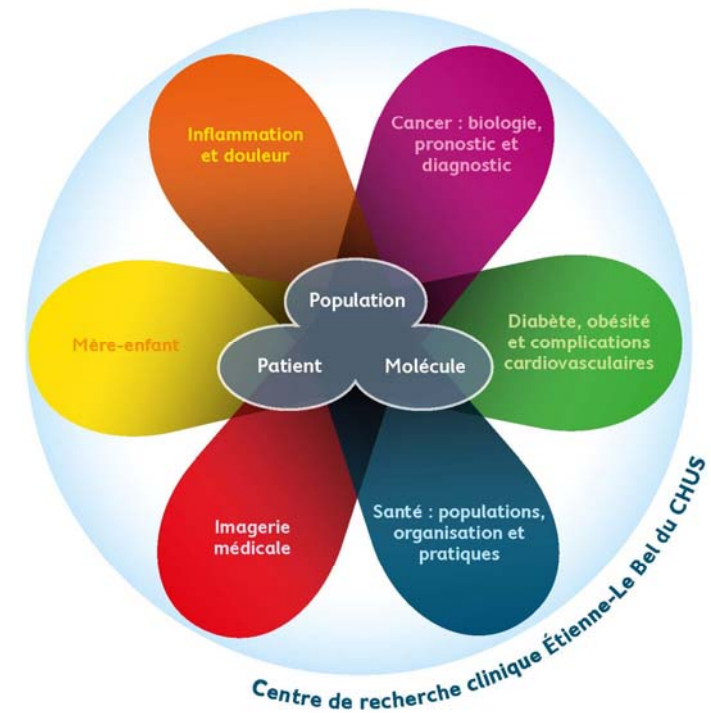 Inflammation
et douleur
Cancer : biologie,
pronostic et
diagnostic
Population
Mère-enfant
Patient
Molécule
Diabète, obésité
et complications
cardiovasculaires
Imagerie
médicale
Santé : populations,
organisation et
pratiques
Centre de recherche clinique Étienne-Le Bel du CHUS